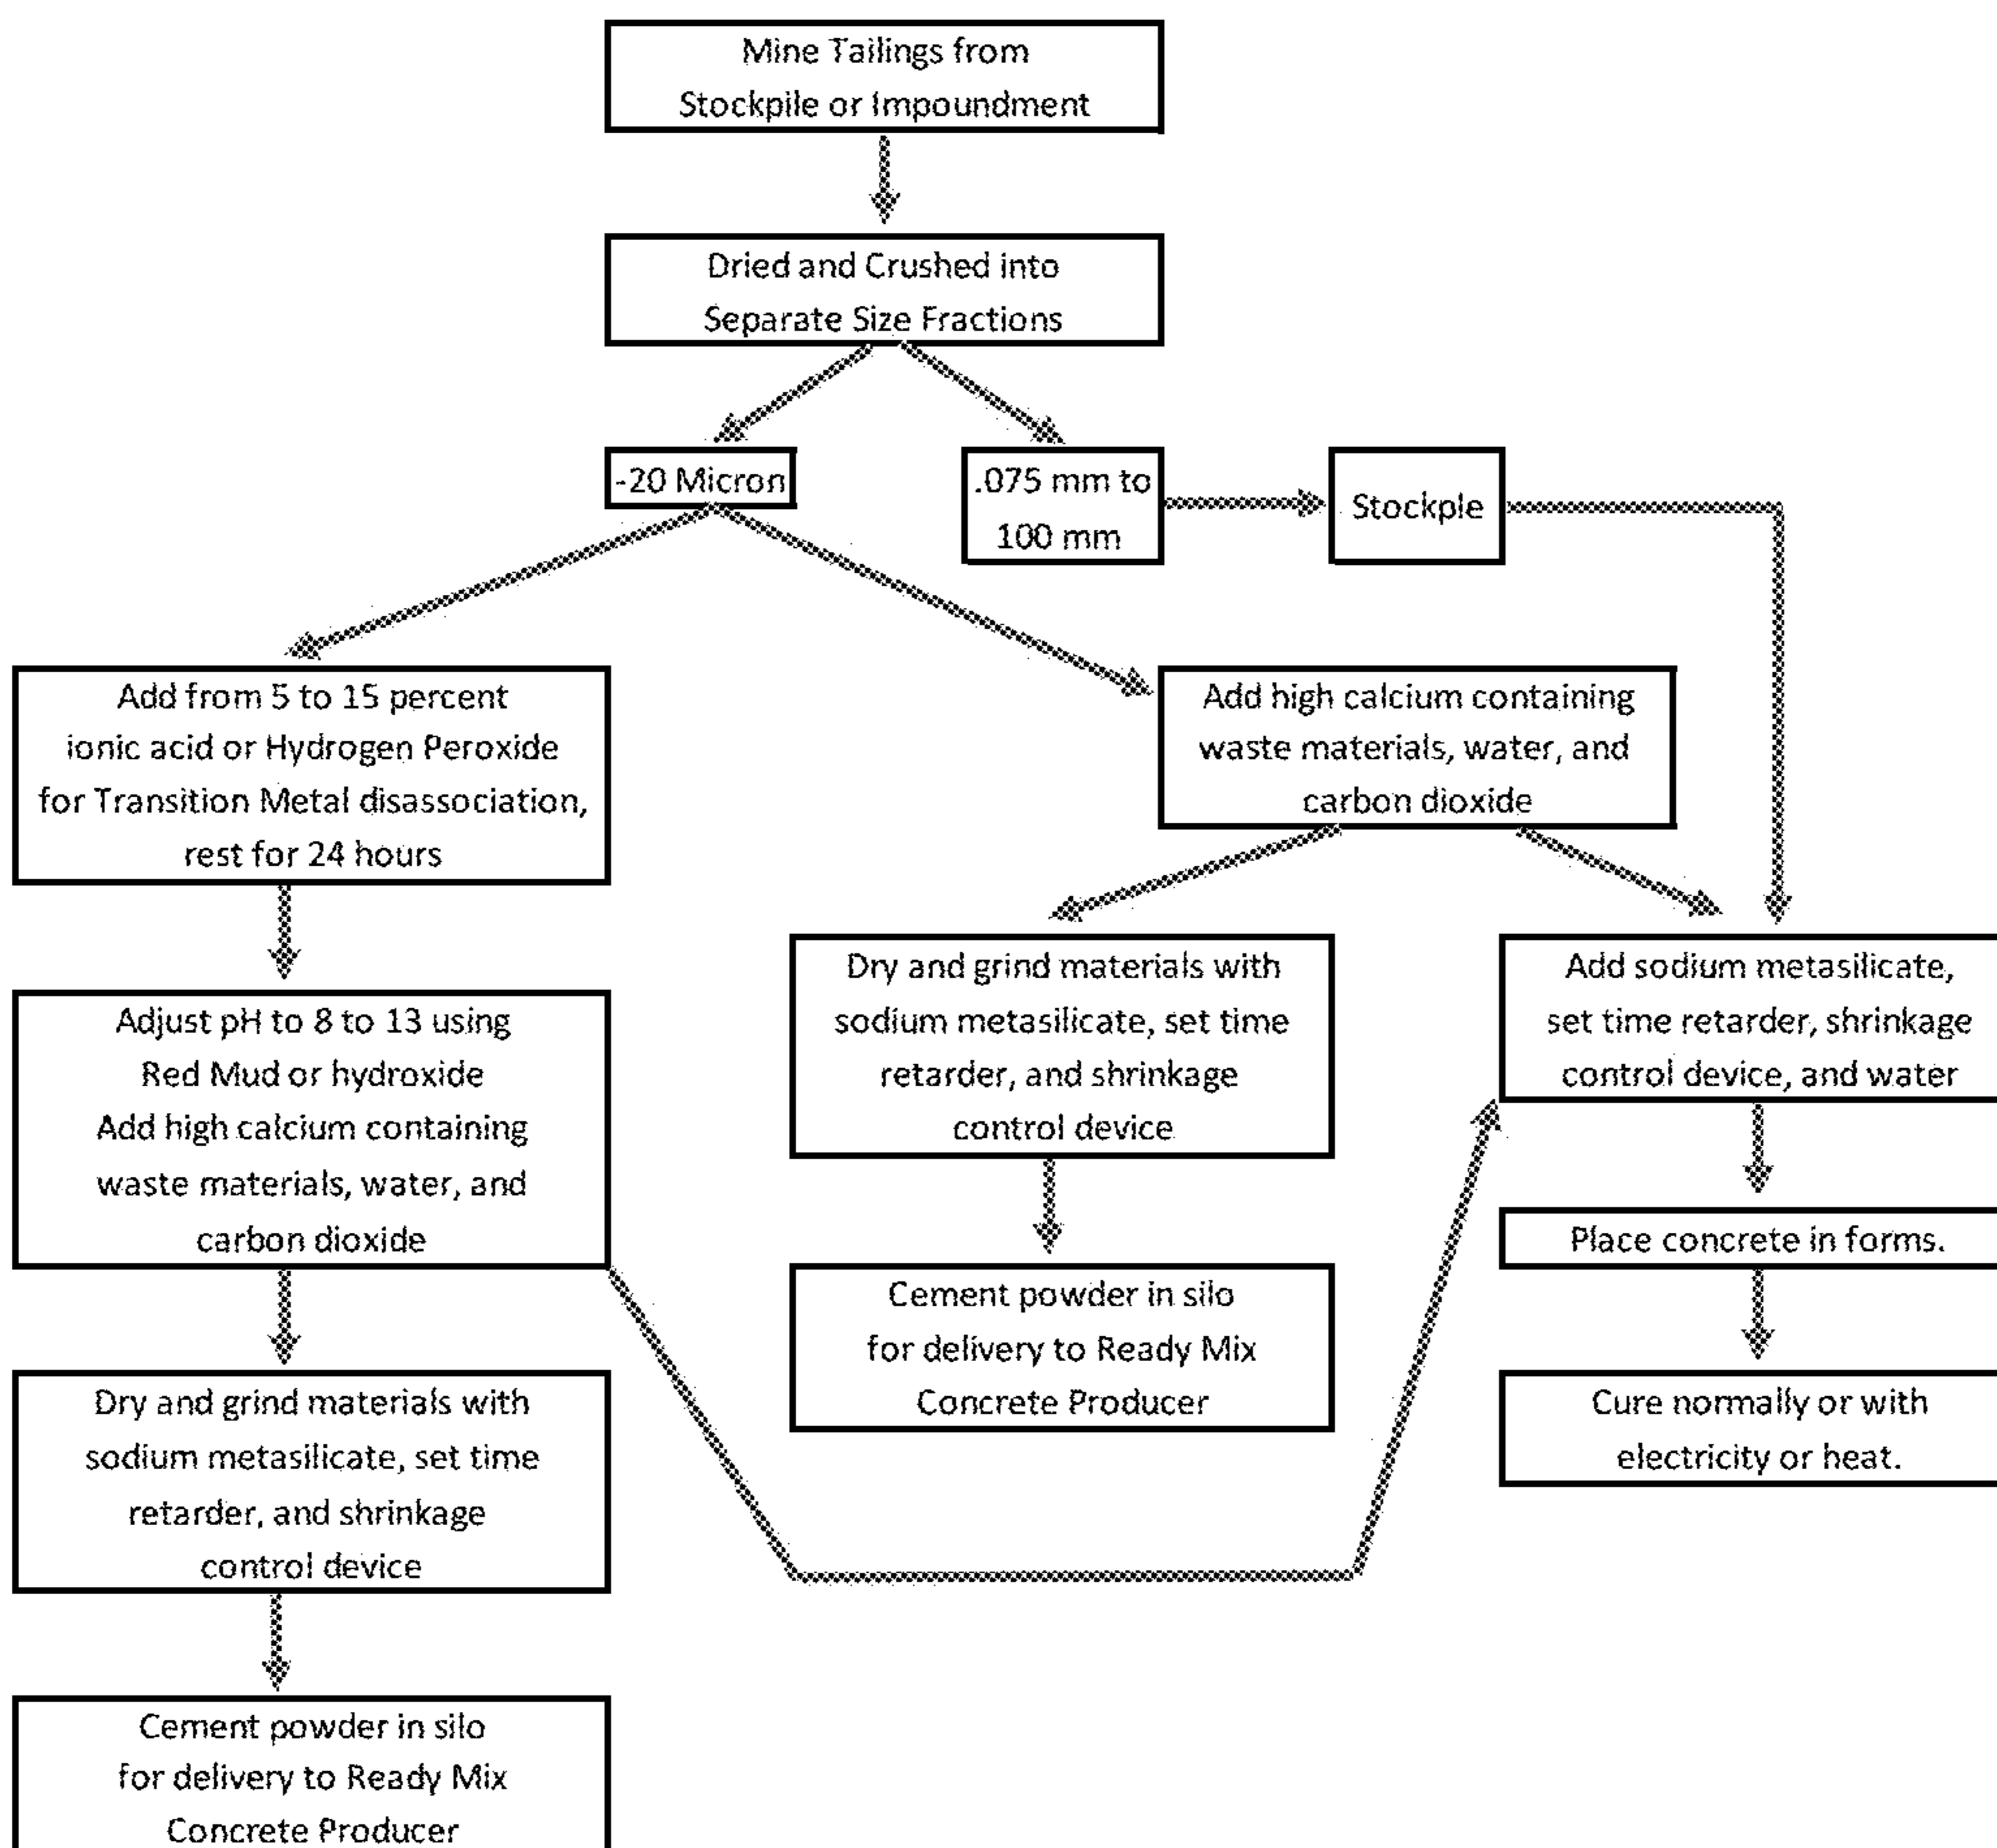 Mine Tailings from
Stockpile or Impoundment
Dried and Crushed into
Separate Size Fractions
-20 Micron
.075 mm to
100 mm
Stockple
Add from 5 to 15 percent
ionic acid or Hydrogen Peroxide
for Transition Metal disassociation,
rest for 24 hours
Add high calcium containing
waste materials, water, and
carbon dioxide
Adjust pH to 8 to 13 using
Red Mud or hydroxide
Add high calcium containing
waste materials, water, and
carbon dioxide
Dry and grind materials with
sodium metasilicate, set time
retarder, and shrinkage
control device
Add sodium metasilicate,
set time retarder, shrinkage
control device, and water
Place concrete in forms.
Cement powder in silo
for delivery to Ready Mix
Concrete Producer
Cure normally or with
electricity or heat.
Dry and grind materials with
sodium metasilicate, set time
retarder, and shrinkage
control device
Cement powder in silo
for delivery to Ready Mix
Concrete Producer